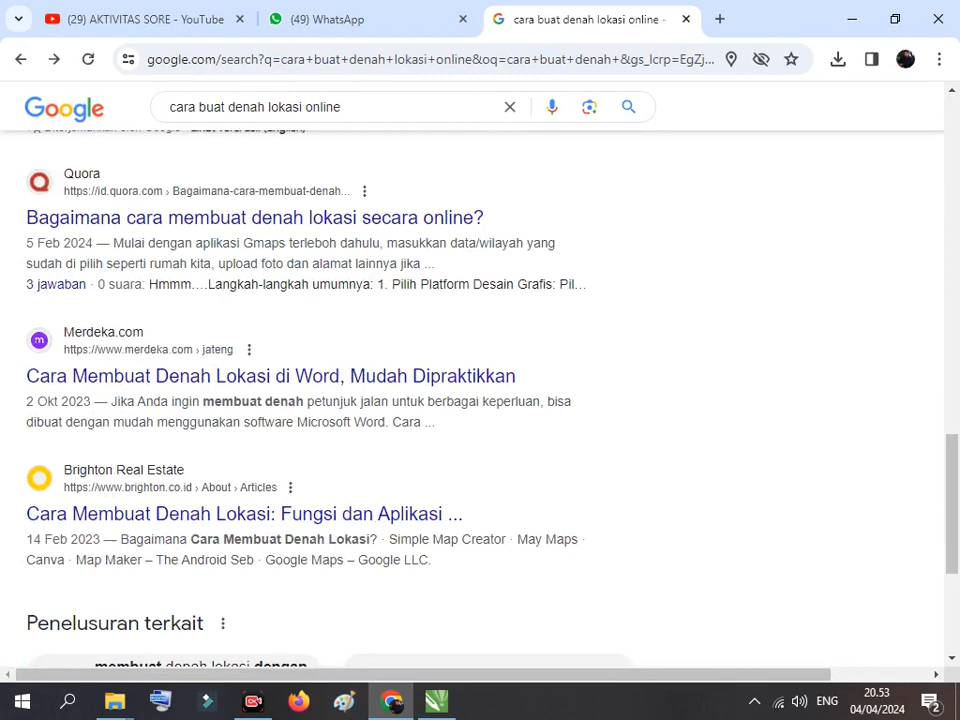 (29) AKTIVITAS SORE - YouTube
(49) WhatsApp
cara buat denah lokasi online -
google.com/search?q=cara+buat+denah+lokasi+online&oq=cara+buat+denah+&gs_lcrp=EgZj...
Google
cara buat denah lokasi online
Quora
https://id.quora.com › Bagaimana-cara-membuat-denah...
Bagaimana cara membuat denah lokasi secara online?
5 Feb 2024 — Mulai dengan aplikasi Gmaps terleboh dahulu, masukkan data/wilayah yang
sudah di pilih seperti rumah kita, upload foto dan alamat lainnya jika ...
3 jawaban · 0 suara: Hmmm….Langkah-langkah umumnya: 1. Pilih Platform Desain Grafis: Pil...
Merdeka.com
https://www.merdeka.com › jateng
Cara Membuat Denah Lokasi di Word, Mudah Dipraktikkan
2 Okt 2023 — Jika Anda ingin membuat denah petunjuk jalan untuk berbagai keperluan, bisa
dibuat dengan mudah menggunakan software Microsoft Word. Cara ...
Brighton Real Estate
https://www.brighton.co.id › About › Articles
Cara Membuat Denah Lokasi: Fungsi dan Aplikasi ...
14 Feb 2023 — Bagaimana Cara Membuat Denah Lokasi? · Simple Map Creator · May Maps ·
Canva · Map Maker – The Android Seb · Google Maps – Google LLC.
Penelusuran terkait
membuat denah lokasi dengan
ENG
20.53
04/04/2024
2